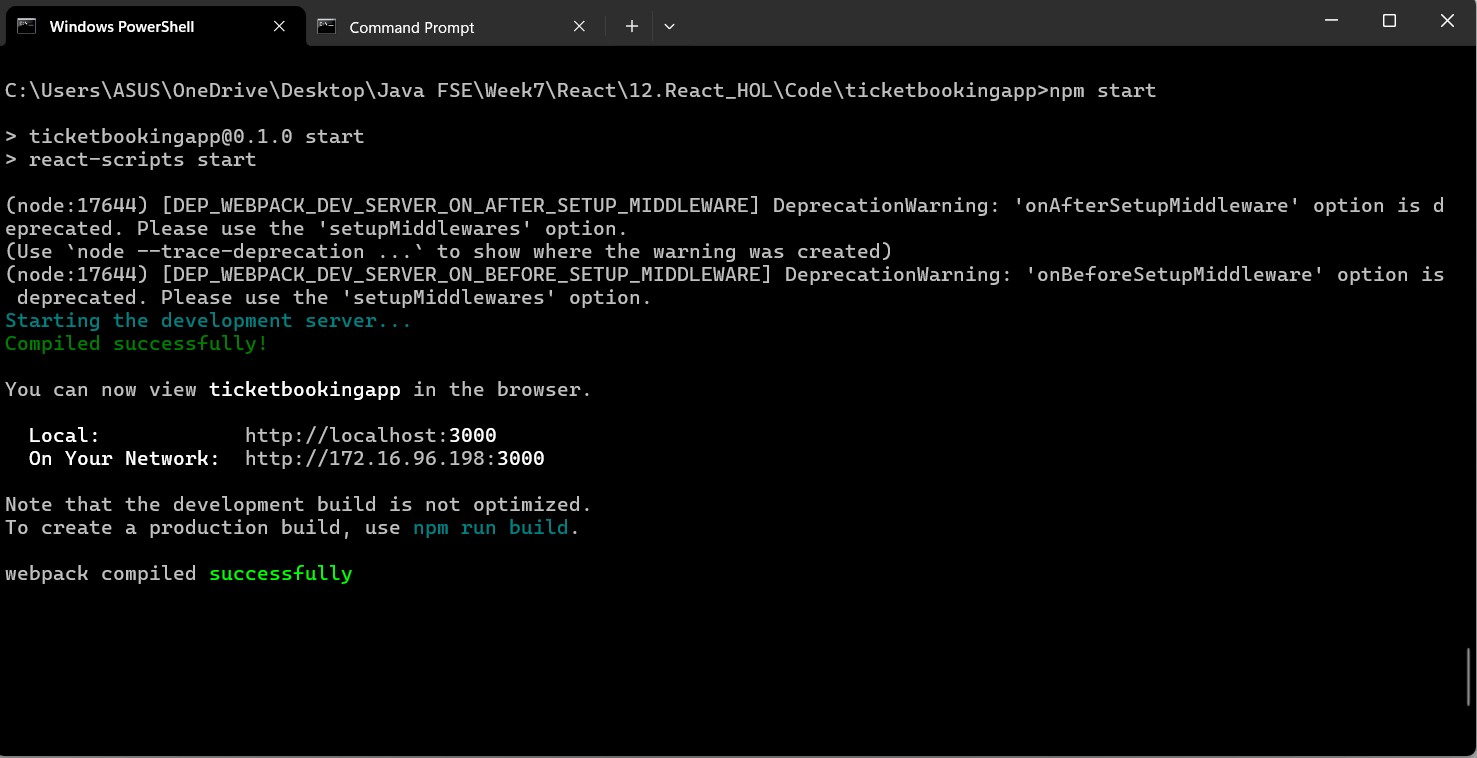 Windows PowerShell
Command Prompt
C:\Users\ASUS\OneDrive\Desktop\Java FSE\Week7\React\12.React_HOL\Code\ticketbookingapp>npm start
> ticketbookingapp@0.1.0 start
> react-scripts start
(node:17644) [DEP_WEBPACK_DEV_SERVER_ON_AFTER_SETUP_MIDDLEWARE] DeprecationWarning: 'onAfterSetupMiddleware' option is d
eprecated. Please use the 'setupMiddlewares' option.
(Use `node --trace-deprecation ...` to show where the warning was created)
(node:17644) [DEP_WEBPACK_DEV_SERVER_ON_BEFORE_SETUP_MIDDLEWARE] DeprecationWarning: 'onBeforeSetupMiddleware' option is
 deprecated. Please use the 'setupMiddlewares' option.
Starting the development server...
Compiled successfully!
You can now view ticketbookingapp in the browser.
  Local:            http://localhost:3000
  On Your Network:  http://172.16.96.198:3000
Note that the development build is not optimized.
To create a production build, use npm run build.
webpack compiled successfully